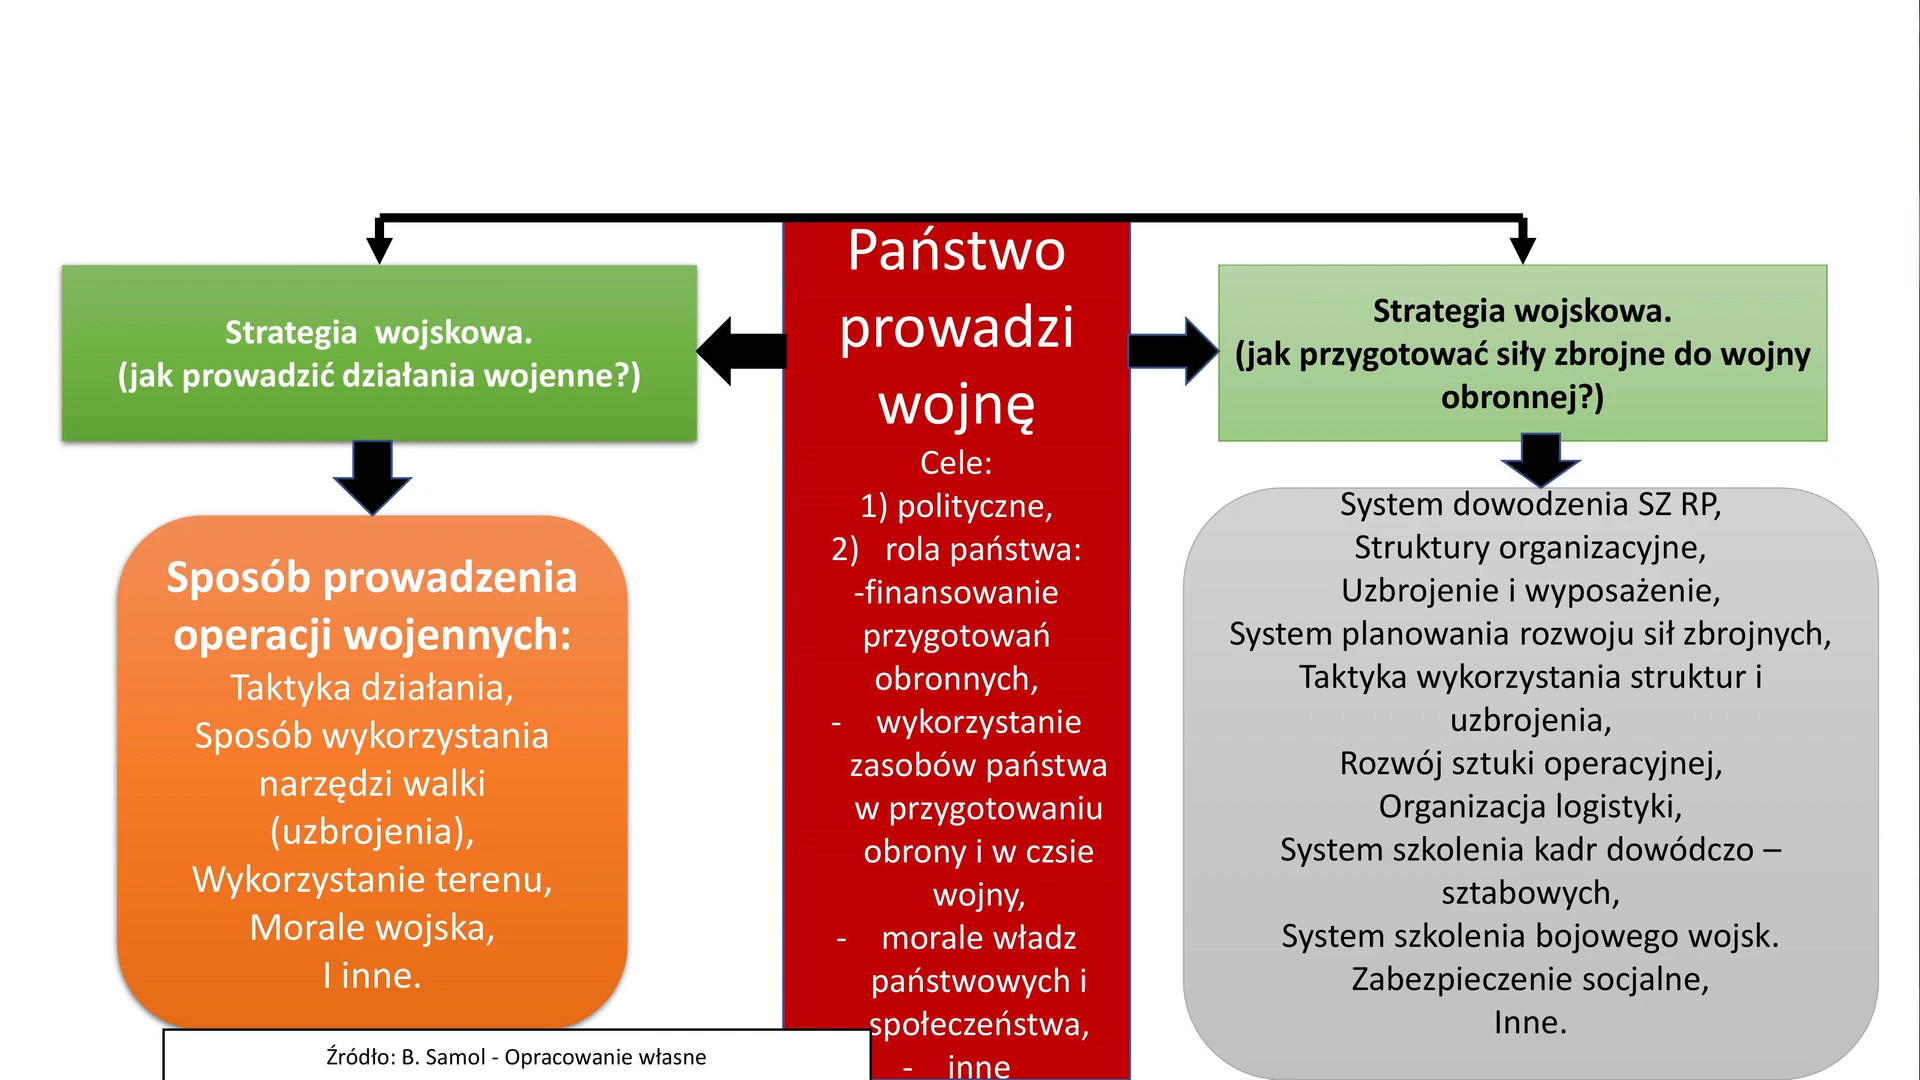 Strategia  wojskowa.
(jak prowadzić działania wojenne?)
Sposób prowadzenia
operacji wojennych:
Taktyka działania,
Sposób wykorzystania
narzędzi walki
(uzbrojenia),
Wykorzystanie terenu,
Morale wojska,
I inne.
Źródło: B. Samol - Opracowanie własne
Państwo
prowadzi
wojnę
Cele:
1) polityczne,
2)   rola państwa:
-finansowanie
przygotowań
obronnych,
-    wykorzystanie
zasobów państwa
w przygotowaniu
obrony i w czsie
wojny,
-    morale władz
państwowych i
społeczeństwa,
-    inne
Strategia wojskowa.
(jak przygotować siły zbrojne do wojny
obronnej?)
System dowodzenia SZ RP,
Struktury organizacyjne,
Uzbrojenie i wyposażenie,
System planowania rozwoju sił zbrojnych,
Taktyka wykorzystania struktur i
uzbrojenia,
Rozwój sztuki operacyjnej,
Organizacja logistyki,
System szkolenia kadr dowódczo –
sztabowych,
System szkolenia bojowego wojsk.
Zabezpieczenie socjalne,
Inne.